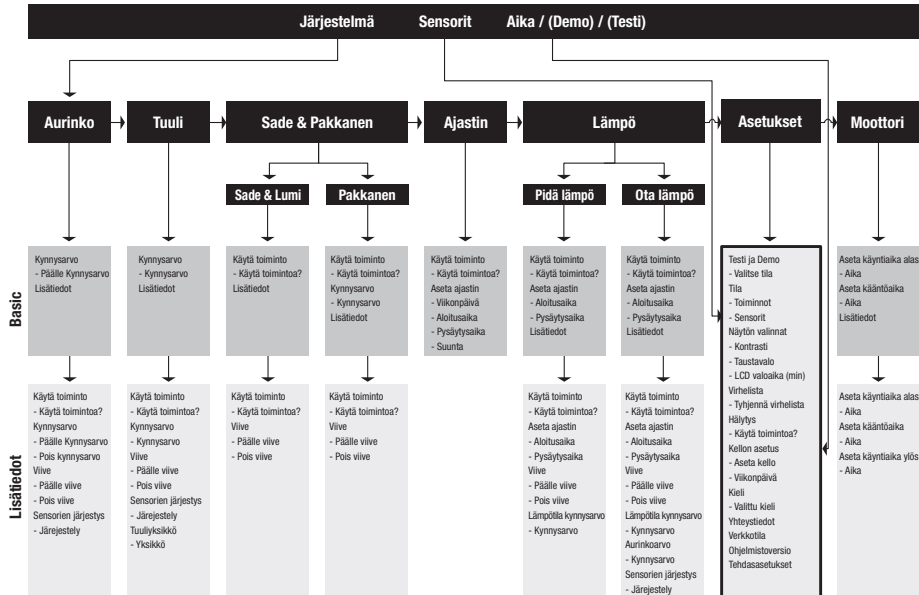 Järjestelmä Sensorit Aika / (Demo) / (Testi)
Aurinko
Tuuli
Sade & Pakkanen
Ajastin
Lämpö
Asetukset
Moottori
Sade & Lumi
Pakkanen
Pidä lämpö
Ota lämpö
Basic
Kynnysarvo
- Päälle Kynnysarvo
Lisätiedot
Kynnysarvo
- Kynnysarvo
Lisätiedot
Käytä toiminto
- Käytä toimintoa?
Lisätiedot
Käytä toiminto
- Käytä toimintoa?
Kynnysarvo
- Kynnysarvo
Lisätiedot
Käytä toiminto
- Käytä toimintoa?
Aseta ajastin
- Viikonpäivä
- Aloitusaika
- Pysäytysaika
- Suunta
Käytä toiminto
- Käytä toimintoa?
Aseta ajastin
- Aloitusaika
- Pysäytysaika
Lisätiedot
Käytä toiminto
- Käytä toimintoa?
Aseta ajastin
- Aloitusaika
- Pysäytysaika
Lisätiedot
Testi ja Demo
- Valitse tila
Tila
- Toiminnot
- Sensorit
Näytön valinnat
- Kontrasti
- Taustavalo
- LCD valoaika (min)
Virhelista
- Tyhjennä virhelista
Hälytys
- Käytä toimintoa?
Kellon asetus
- Aseta kello
- Viikonpäivä
Kieli
- Valittu kieli
Yhteystiedot
Verkkotila
Ohjelmistoversio
Tehdasasetukset
Aseta käyntiaika alas
- Aika
Aseta kääntoäika
- Aika
Lisätiedot
Lisätiedot
Käytä toiminto
- Käytä toimintoa?
Kynnysarvo
- Päälle Kynnysarvo
- Pois kynnysarvo
Viive
- Päälle viive
- Pois viive
Sensorien järjestys
- Järejestely
Käytä toiminto
- Käytä toimintoa?
Kynnysarvo
- Kynnysarvo
Viive
- Päälle viive
- Pois viive
Sensorien järjestys
- Järejestely
Tuuliyksikkö
- Yksikkö
Käytä toiminto
- Käytä toimintoa?
Viive
- Päälle viive
- Pois viive
Käytä toiminto
- Käytä toimintoa?
Viive
- Päälle viive
- Pois viive
Käytä toiminto
- Käytä toimintoa?
Aseta ajastin
- Aloitusaika
- Pysäytysaika
Viive
- Päälle viive
- Pois viive
Lämpötila kynnysarvo
- Kynnysarvo
Käytä toiminto
- Käytä toimintoa?
Aseta ajastin
- Aloitusaika
- Pysäytysaika
Viive
- Päälle viive
- Pois viive
Lämpötila kynnysarvo
- Kynnysarvo
Aurinkoarvo
- Kynnysarvo
Sensorien järjestys
- Järejestely
Aseta käyntiaika alas
- Aika
Aseta kääntoäika
- Aika
Aseta käyntiaika ylös
- Aika